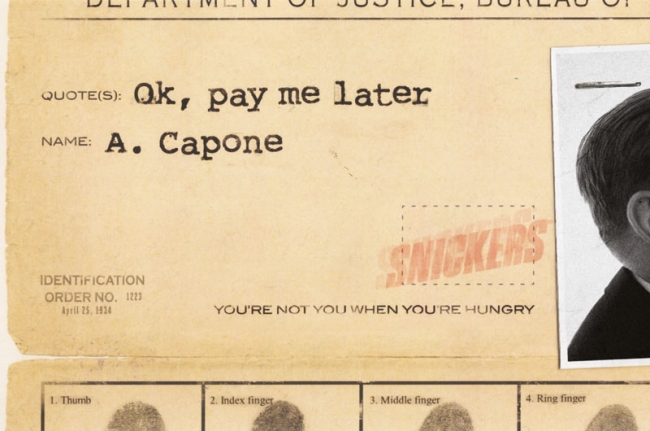 DEPARTMENT OF JUSTICE, BUREAU OF
QUOTE(S): Ok, pay me later
NAME: A. Capone
SNICKERS
IDENTIFICATION
ORDER NO. 1223
April 25, 1934
YOU'RE NOT YOU WHEN YOU'RE HUNGRY
1. Thumb
2. Index finger
3. Middle finger
4. Ring finger